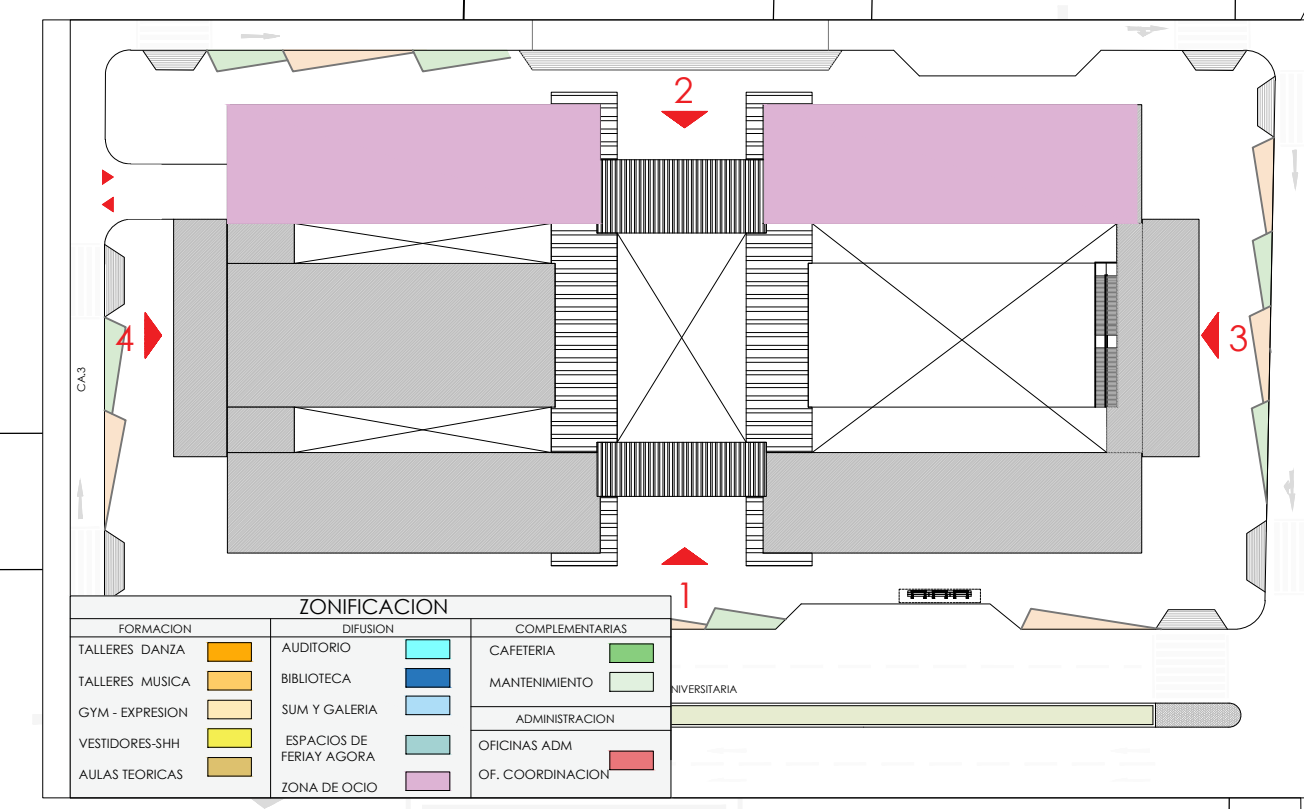 2
4
3
CA.3
1
ZONIFICACION
FORMACION
TALLERES DANZA
TALLERES MUSICA
GYM - EXPRESION
VESTIDORES-SHH
AULAS TEORICAS
DIFUSION
AUDITORIO
BIBLIOTECA
SUM Y GALERIA
ESPACIOS DE
FERIAY AGORA
ZONA DE OCIO
COMPLEMENTARIAS
CAFETERIA
MANTENIMIENTO
ADMINISTRACION
OFICINAS ADM
OF. COORDINACION
NIVERSITARIA